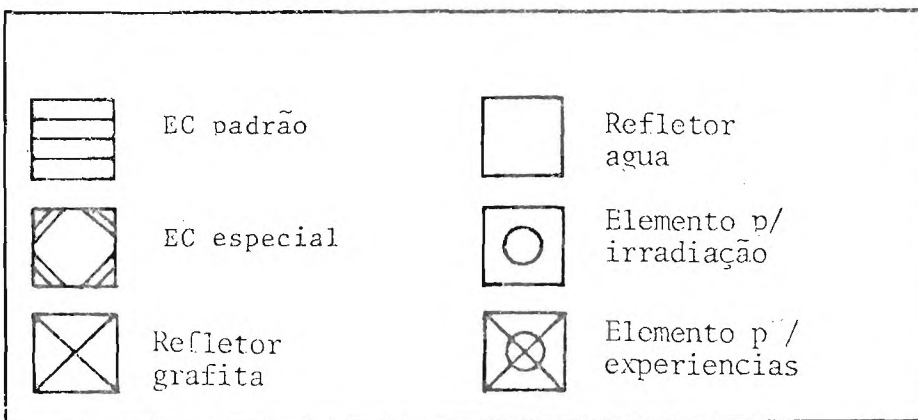 EC padrão
EC especial
Refletor
grafita
Refletor
agua
Elemento p/
irradiação
Elemento p/
experiencias